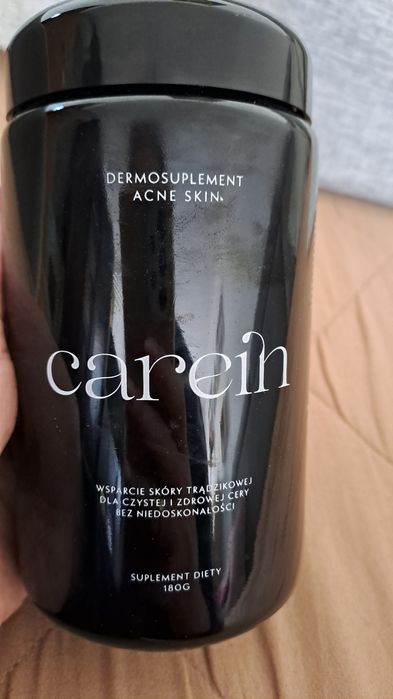 DERMOSUPLEMENT
ACNE SKIN
carein
WSPARCIE SKÓRY TRĄDZIKOWEJ
DLA CZYSTEJ I ZDROWEJ CERY
BEZ NIEDOSKONAŁOŚCI
SUPLEMENT DIETY
180G